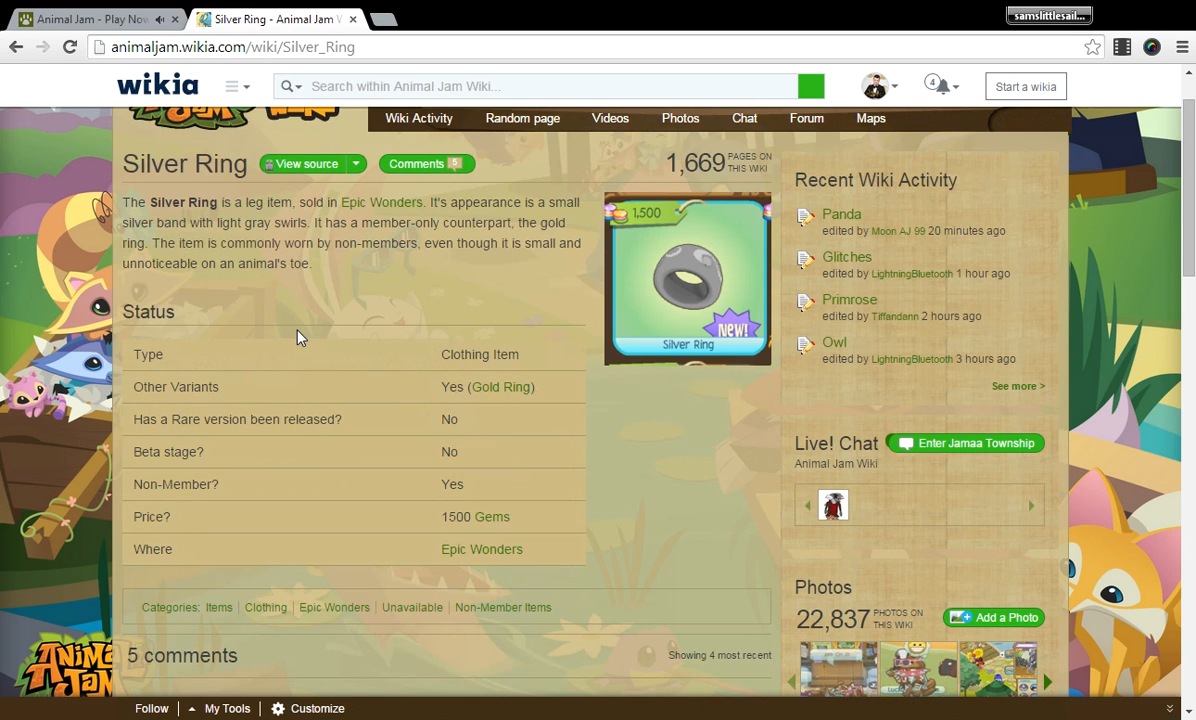 Animal Jam - Play Now
Silver Ring - Animal Jam W
samslittlesail...
animaljam.wikia.com/wiki/Silver_Ring
wikia
Search within Animal Jam Wiki...
4
Start a wikia
Wiki Activity Random page Videos Photos Chat Forum Maps
Silver Ring
View source
Comments 5
1,669 PAGES ON THIS WIKI
The Silver Ring is a leg item, sold in Epic Wonders. It's appearance is a small
silver band with light gray swirls. It has a member-only counterpart, the gold
ring. The item is commonly worn by non-members, even though it is small and
unnoticeable on an animal's toe.
1,500
NEW!
Silver Ring
Status
Type Clothing Item
Other Variants Yes (Gold Ring)
Has a Rare version been released? No
Beta stage? No
Non-Member? Yes
Price? 1500 Gems
Where Epic Wonders
Categories: Items Clothing Epic Wonders Unavailable Non-Member Items
5 comments
Showing 4 most recent
Recent Wiki Activity
Panda
edited by Moon AJ 99 20 minutes ago
Glitches
edited by LightningBluetooth 1 hour ago
Primrose
edited by Tiffandann 2 hours ago
Owl
edited by LightningBluetooth 3 hours ago
See more >
Live! Chat
Enter Jamaa Township
Animal Jam Wiki
Photos
22,837 PHOTOS ON THIS WIKI
Add a Photo
Follow My Tools Customize